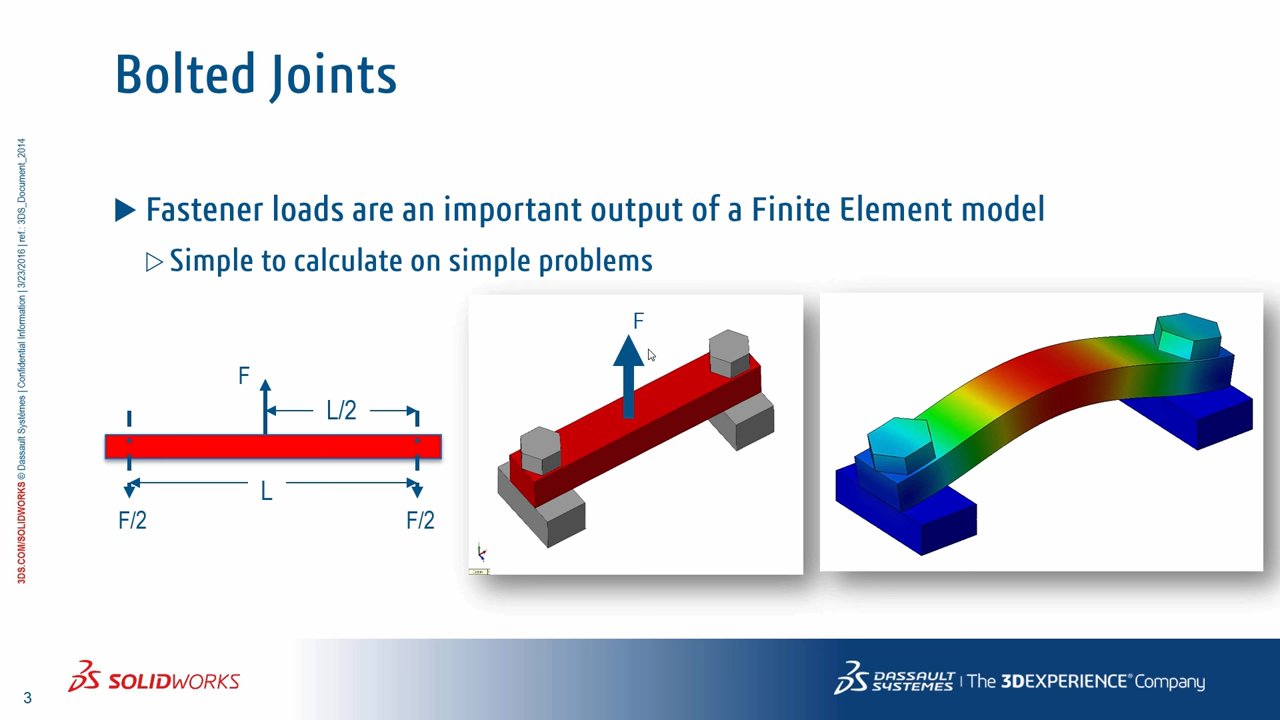 Bolted Joints
Fastener loads are an important output of a Finite Element model
Simple to calculate on simple problems
F
L/2
L
F/2
F/2
F
3DS.COM/SOLIDWORKS © Dassault Systèmes | Confidential Information | 3/23/2016 | ref.: 3DS_Document_2014
SOLIDWORKS
DASSAULT SYSTEMES | The 3DEXPERIENCE® Company
3